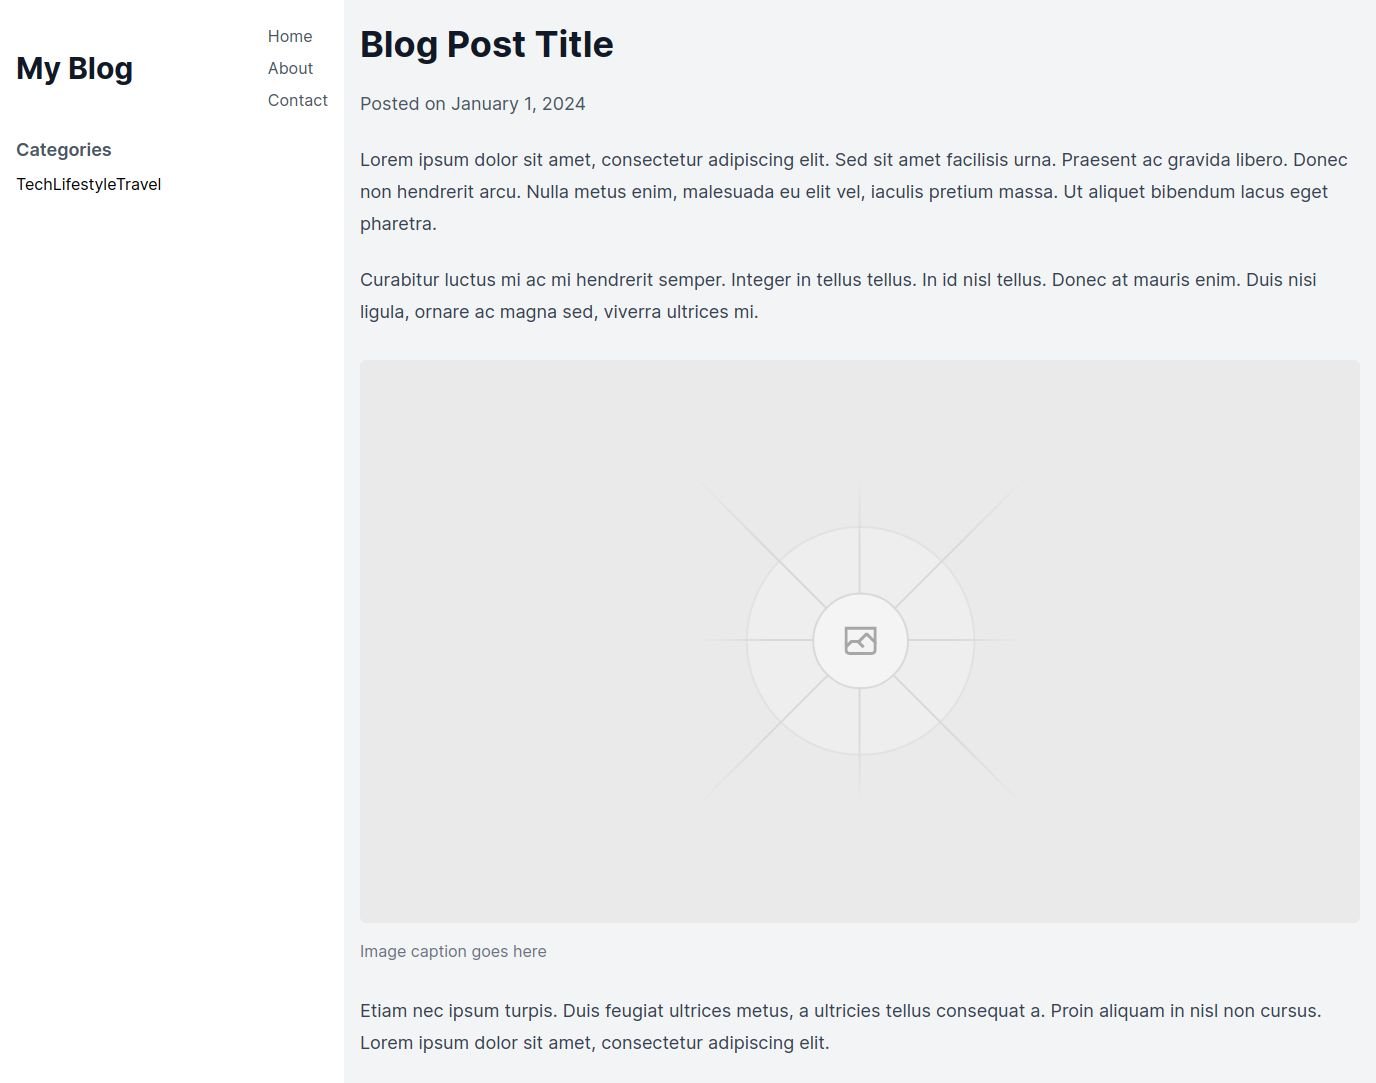 My Blog
Home
About
Contact
Categories
TechLifestyleTravel
Blog Post Title
Posted on January 1, 2024
Lorem ipsum dolor sit amet, consectetur adipiscing elit. Sed sit amet facilisis urna. Praesent ac gravida libero. Donec
non hendrerit arcu. Nulla metus enim, malesuada eu elit vel, iaculis pretium massa. Ut aliquet bibendum lacus eget
pharetra.
Curabitur luctus mi ac mi hendrerit semper. Integer in tellus tellus. In id nisl tellus. Donec at mauris enim. Duis nisi
ligula, ornare ac magna sed, viverra ultrices mi.
Image caption goes here
Etiam nec ipsum turpis. Duis feugiat ultrices metus, a ultricies tellus consequat a. Proin aliquam in nisl non cursus.
Lorem ipsum dolor sit amet, consectetur adipiscing elit.